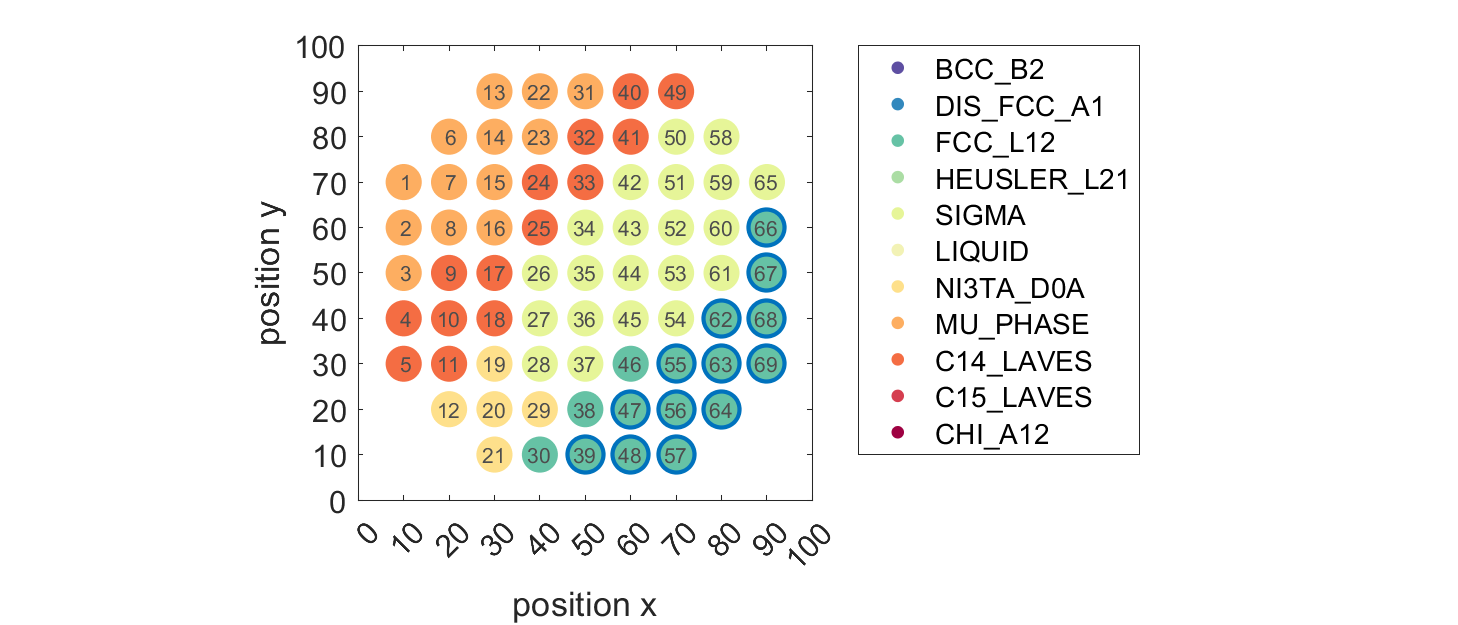 100
90
80
70
60
50
40
30
20
10
0
13 22 31 40 49
6 14 23 32 41 50 58
1 7 15 24 33 42 51 59 65
2 8 16 25 34 43 52 60 66
3 9 17 26 35 44 53 61 67
4 10 18 27 36 45 54 62 68
5 11 19 28 37 46 55 63 69
12 20 29 38 47 56 64
21 30 39 48 57
0 10 20 30 40 50 60 70 80 90 100
position x
position y
BCC_B2
DIS_FCC_A1
FCC_L12
HEUSLER_L21
SIGMA
LIQUID
NI3TA_D0A
MU_PHASE
C14_LAVES
C15_LAVES
CHI_A12